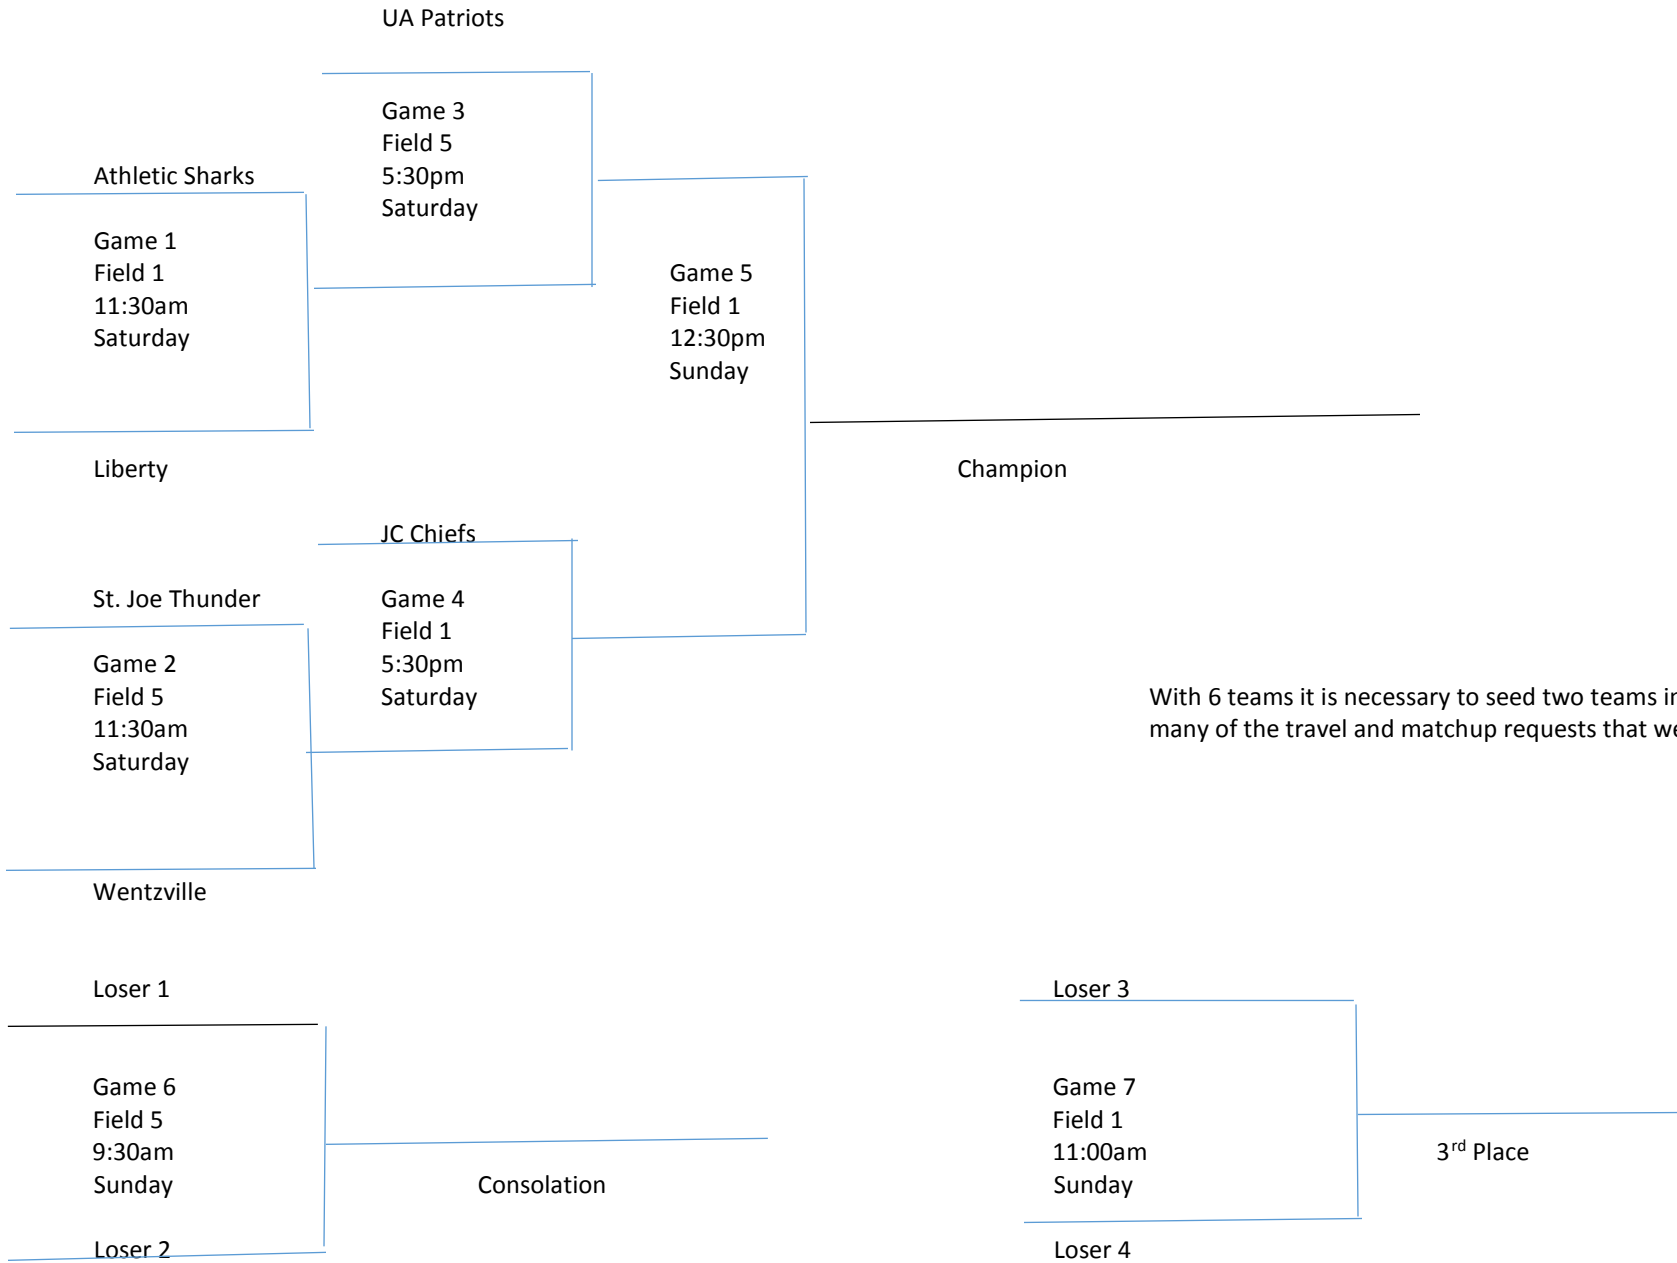 UA Patriots
Game 3
Field 5
5:30pm
Saturday
Athletic Sharks
Game 1
Field 1
11:30am
Saturday
Liberty
Game 5
Field 1
12:30pm
Sunday
Champion
JC Chiefs
Game 4
Field 1
5:30pm
Saturday
St. Joe Thunder
Game 2
Field 5
11:30am
Saturday
Wentzville
With 6 teams it is necessary to seed two teams
many of the travel and matchup requests that
Loser 1
Game 6
Field 5
9:30am
Sunday
Loser 2
Consolation
Loser 3
Game 7
Field 1
11:00am
Sunday
Loser 4
3rd Place